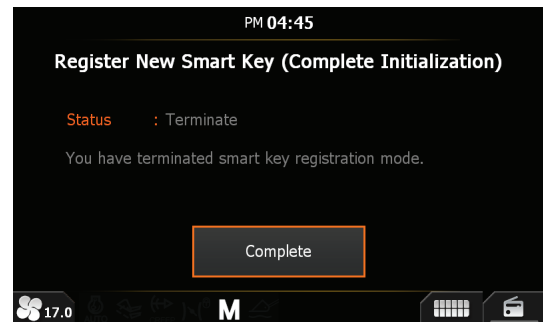 PM 04:45
Register New Smart Key (Complete Initialization)
Status : Terminate
You have terminated smart key registration mode.
Complete
17.0 M